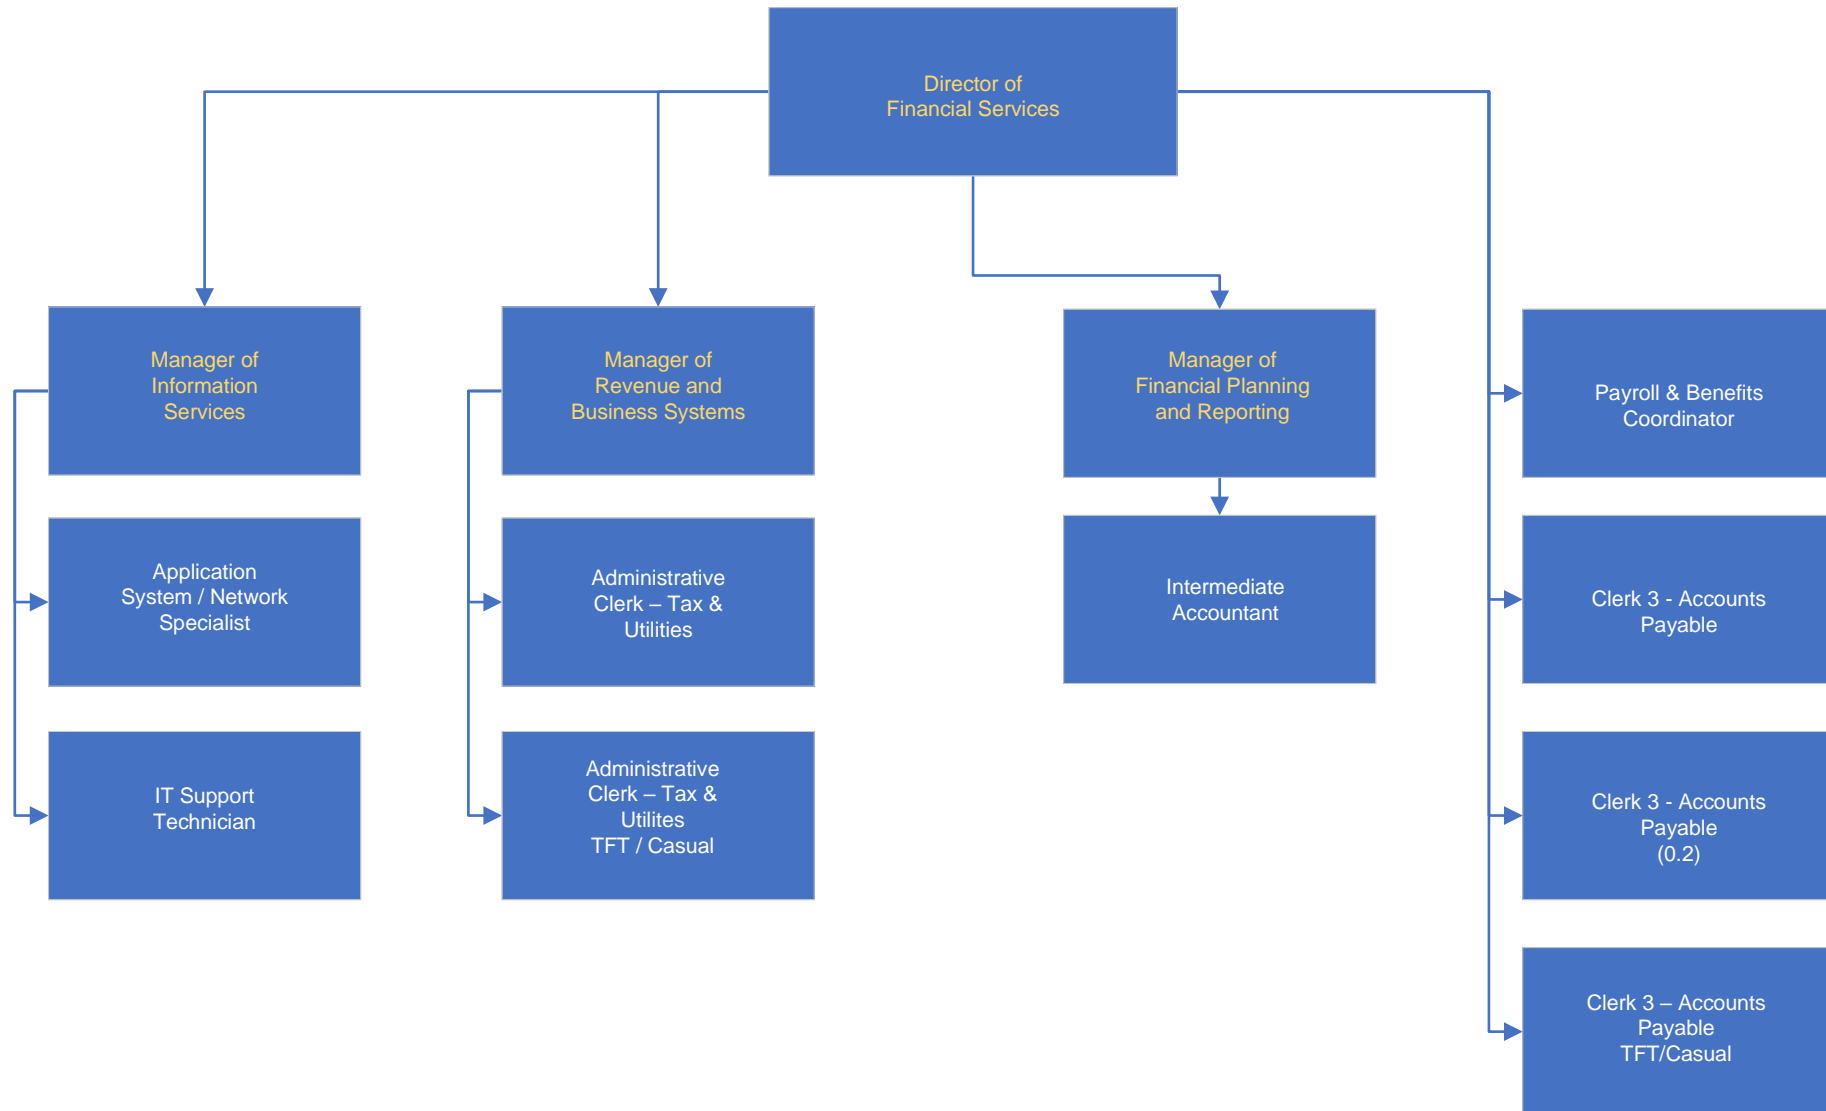 Director of
Financial Services
Manager of
Information
Services
Manager of
Revenue and
Business Systems
Manager of
Financial Planning
and Reporting
Payroll & Benefits
Coordinator
Application
System / Network
Specialist
Administrative
Clerk – Tax &
Utilities
Intermediate
Accountant
Clerk 3 - Accounts
Payable
IT Support
Technician
Administrative
Clerk – Tax &
Utilites
TFT / Casual
Clerk 3 - Accounts
Payable
(0.2)
Clerk 3 – Accounts
Payable
TFT/Casual